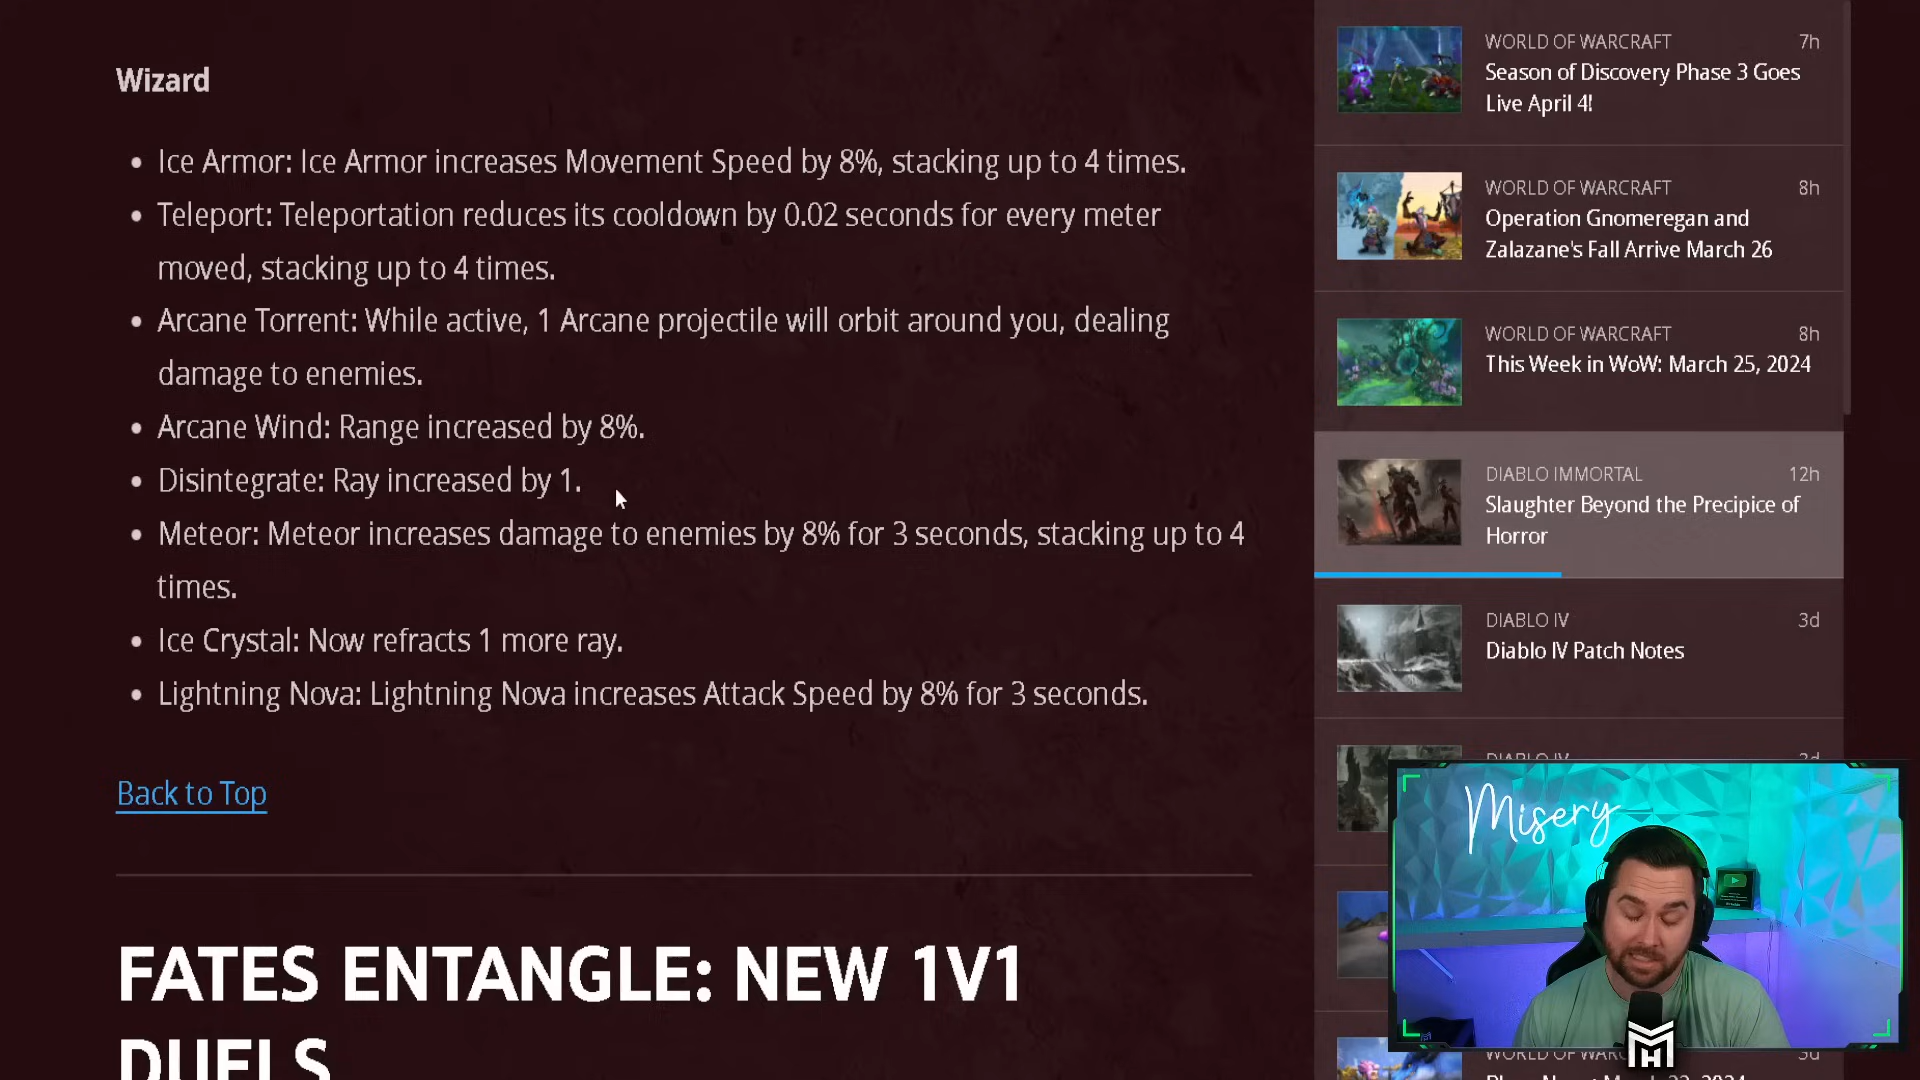 Wizard
Ice Armor: Ice Armor increases Movement Speed by 8%, stacking up to 4 times.
Teleport: Teleportation reduces its cooldown by 0.02 seconds for every meter
moved, stacking up to 4 times.
Arcane Torrent: While active, 1 Arcane projectile will orbit around you, dealing
damage to enemies.
Arcane Wind: Range increased by 8%.
Disintegrate: Ray increased by 1.
Meteor: Meteor increases damage to enemies by 8% for 3 seconds, stacking up to 4
times.
Ice Crystal: Now refracts 1 more ray.
Lightning Nova: Lightning Nova increases Attack Speed by 8% for 3 seconds.
Back to Top
FATES ENTANGLE: NEW 1V1
DUELS
WORLD OF WARCRAFT 7h
Season of Discovery Phase 3 Goes
Live April 4!
WORLD OF WARCRAFT 8h
Operation Gnomeregan and
Zalazane's Fall Arrive March 26
WORLD OF WARCRAFT 8h
This Week in WoW: March 25, 2024
DIABLO IMMORTAL 12h
Slaughter Beyond the Precipice of
Horror
DIABLO IV 3d
Diablo IV Patch Notes
DIABLO IV 3d
Misery
WORLD OF 3d